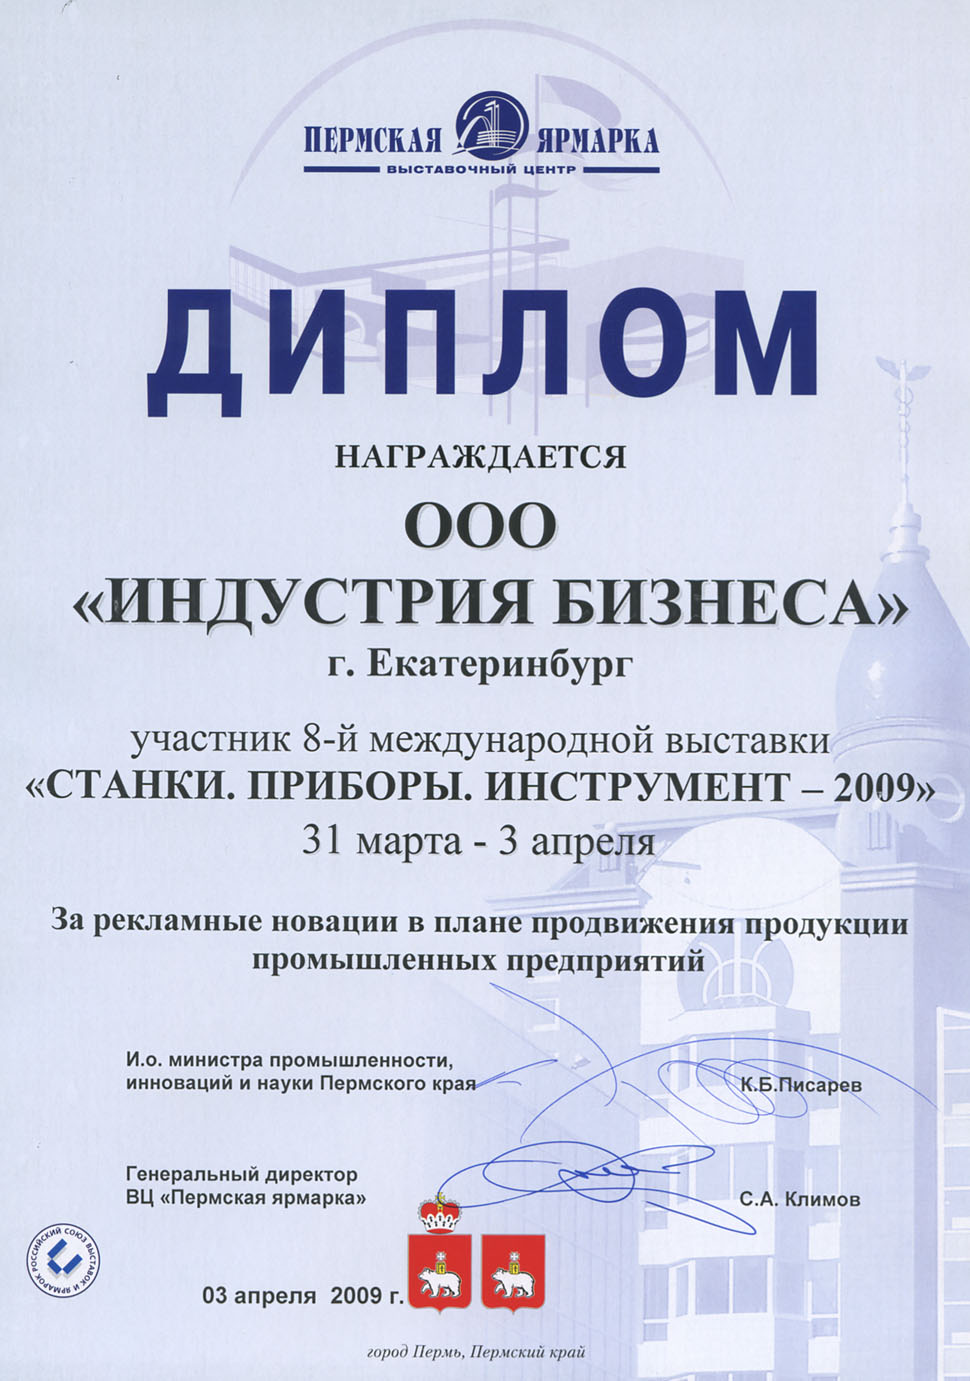 ПЕРМСКАЯ ЯРМАРКА
ВЫСТАВОЧНЫЙ ЦЕНТР
ДИПЛОМ
НАГРАЖДАЕТСЯ
ООО
«ИНДУСТРИЯ БИЗНЕСА»
г. Екатеринбург
участник 8-й международной выставки
«СТАНКИ. ПРИБОРЫ. ИНСТРУМЕНТ – 2009»
31 марта - 3 апреля
За рекламные новации в плане продвижения продукции
промышленных предприятий
И.о. министра промышленности,
инноваций и науки Пермского края
К.Б.Писарев
Генеральный директор
ВЦ «Пермская ярмарка»
С.А. Климов
РОССИЙСКИЙ СОЮЗ ВЫСТАВОК И ЯРМАРОК
03 апреля 2009 г.
город Пермь, Пермский край